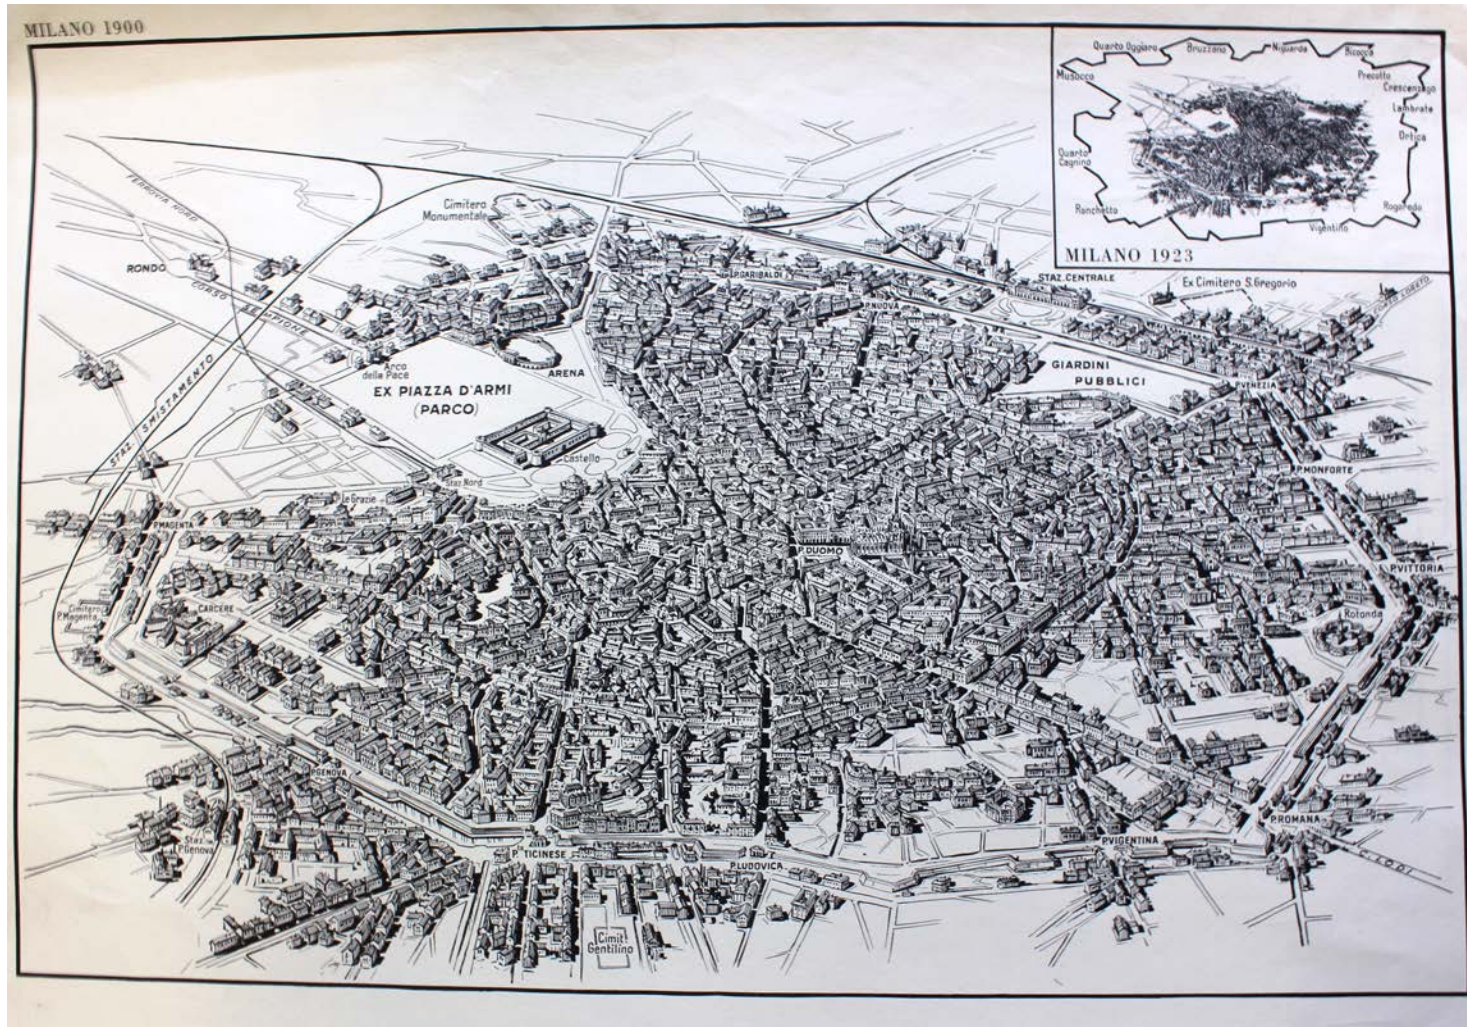 MILANO 1900
Quarto Oggiaro
Bruzzano
Niguarda
Bicocca
Musocco
Precotto
Crescenzago
Lambrate
Ortica
Quarto
Cagnino
Ronchetto
Rogoredo
Vigentino
MILANO 1923
FERROVIA NORD
Cimitero
Monumentale
RONDO
CORSO SEMPIONE
P.GARIBALDI
P.NUOVA
STAZ. CENTRALE
Ex Cimitero S.Gregorio
LORETO
Arco
della Pace
ARENA
EX PIAZZA D'ARMI
(PARCO)
GIARDINI
PUBBLICI
P.VENEZIA
STAZ. SMISTAMENTO
Castello
Staz. Nord
P.MONFORTE
Le Grazie
P.MAGENTA
P. DUOMO
P.VITTORIA
Cimitero
P.Magenta
CARCERE
Rotonda
P.GENOVA
Staz.
P.Genova
P. TICINESE
P.LUDOVICA
P.VIGENTINA
P.ROMANA
C. LODI
Cimit.
Gentilino